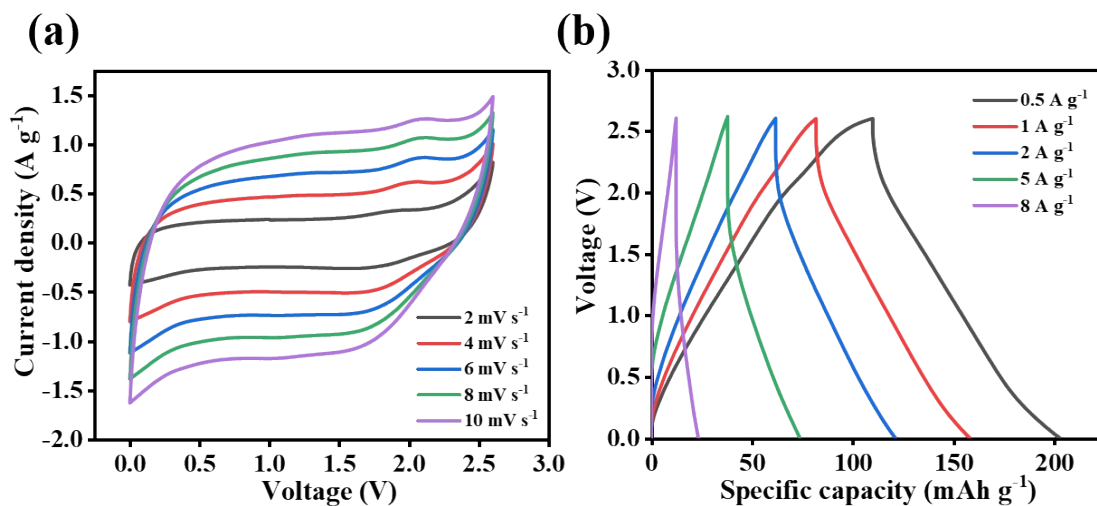 (a)
1.5
1.0
0.5
0.0
-0.5
-1.0
-1.5
-2.0
Current density (A g⁻¹)
2 mV s⁻¹
4 mV s⁻¹
6 mV s⁻¹
8 mV s⁻¹
10 mV s⁻¹
0.0 0.5 1.0 1.5 2.0 2.5 3.0
Voltage (V)
(b)
3.0
2.5
2.0
1.5
1.0
0.5
0.0
Voltage (V)
0.5 A g⁻¹
1 A g⁻¹
2 A g⁻¹
5 A g⁻¹
8 A g⁻¹
0 50 100 150 200
Specific capacity (mAh g⁻¹)